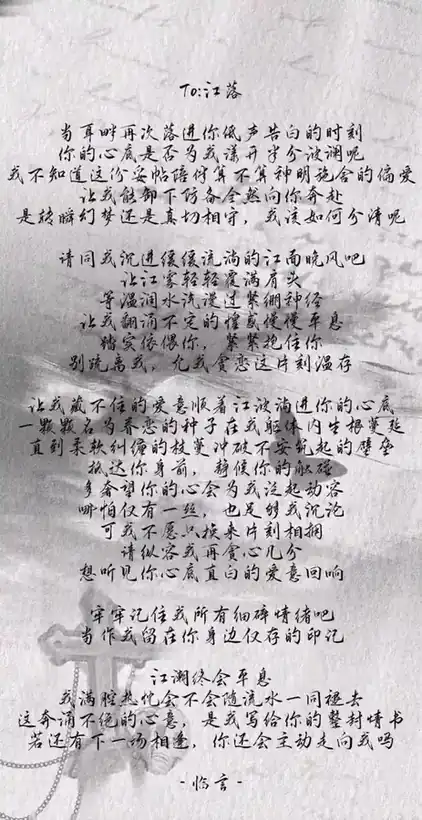 To:江落
当耳畔再次落进你低声告白的时刻
你的心底是否为我漾开半分波澜呢
我不知道这份妥帖陪伴算不算神明施舍的偏爱
让我能卸下防备全然向你奔赴
是转瞬幻梦还是真切相守，我该如何分清呢
请同我沉进缓缓流淌的江面晚风吧
让江雾轻轻覆满肩头
等温润水流漫过紧绷神经
让我翻涌不定的惶惑慢慢平息
踏实依偎你，紧紧抱住你
别疏离我，允我贪恋这片刻温存
让我藏不住的爱意顺着江波淌进你的心底
一颗颗名为眷恋的种子在我躯体内生根蔓延
直到柔软纠缠的枝蔓冲破不安筑起的壁垒
抵达你身前，静候你的触碰
多奢望你的心会为我泛起动容
哪怕仅有一丝，也足够我沉沦
可我不愿只换来片刻相拥
请纵容我再贪心几分
想听见你心底直白的爱意回响
牢牢记住我所有细碎情绪吧
当作我留在你身边仅存的印记
江澜终会平息
我满腔热忱会不会随流水一同褪去
这奔涌不绝的心意，是我写给你的整封情书
若还有下一场相逢，你还会主动走向我吗
-临言-